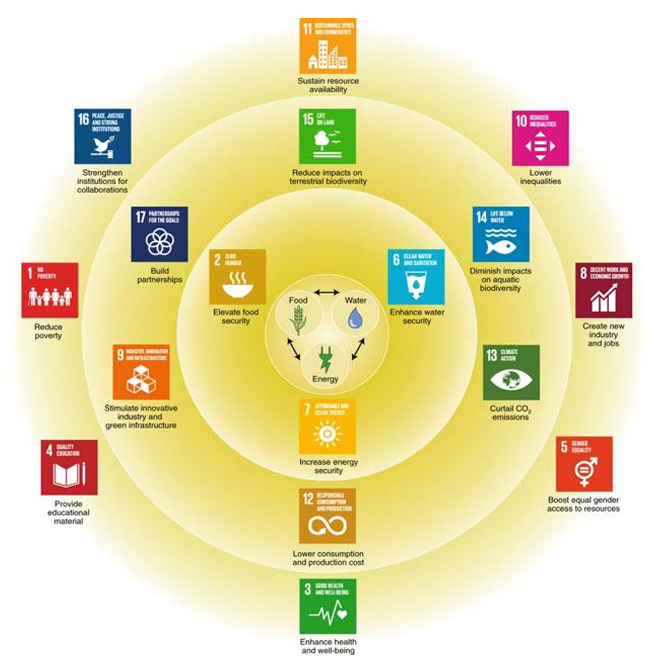 11 SUSTAINABLE CITIES
AND COMMUNITIES
Sustain resource
availability
16 PEACE, JUSTICE
AND STRONG
INSTITUTIONS
Strengthen
institutions for
collaborations
15 LIFE
ON LAND
Reduce impacts on
terrestrial biodiversity
10 REDUCED
INEQUALITIES
Lower
inequalities
17 PARTNERSHIPS
FOR THE GOALS
Build
partnerships
14 LIFE BELOW
WATER
Diminish impacts
on aquatic
biodiversity
2 ZERO
HUNGER
Elevate food
security
6 CLEAN WATER
AND SANITATION
Enhance water
security
1 NO
POVERTY
Reduce
poverty
8 DECENT WORK AND
ECONOMIC GROWTH
Create new
industry
and jobs
Food
Water
Energy
9 INDUSTRY, INNOVATION
AND INFRASTRUCTURE
Stimulate innovative
industry and
green infrastructure
13 CLIMATE
ACTION
Curtail CO₂
emissions
7 AFFORDABLE AND
CLEAN ENERGY
Increase energy
security
4 QUALITY
EDUCATION
Provide
educational
material
5 GENDER
EQUALITY
Boost equal gender
access to resources
12 RESPONSIBLE
CONSUMPTION
AND PRODUCTION
Lower consumption
and production cost
3 GOOD HEALTH
AND WELL-BEING
Enhance health
and well-being